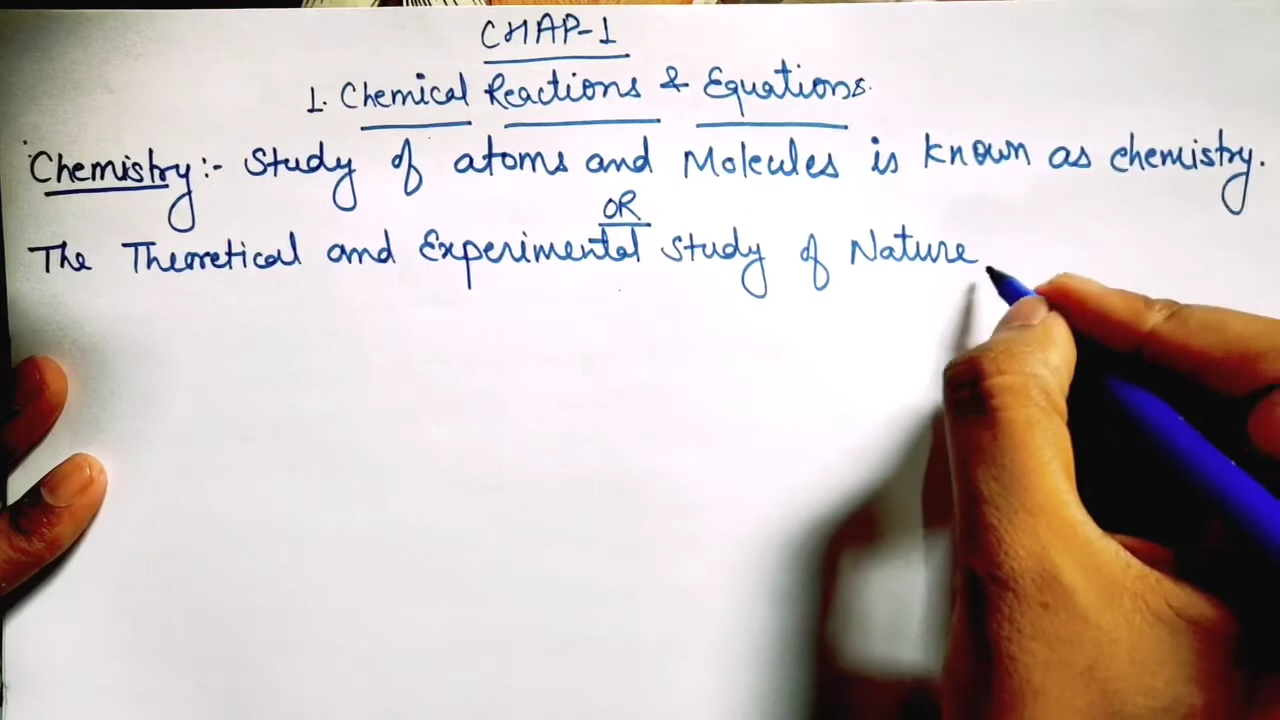 CHAP-1
1. Chemical Reactions & Equations.
Chemistry:- Study of atoms and Molecules is known as chemistry.
OR
The Theoretical and Experimental Study of Nature